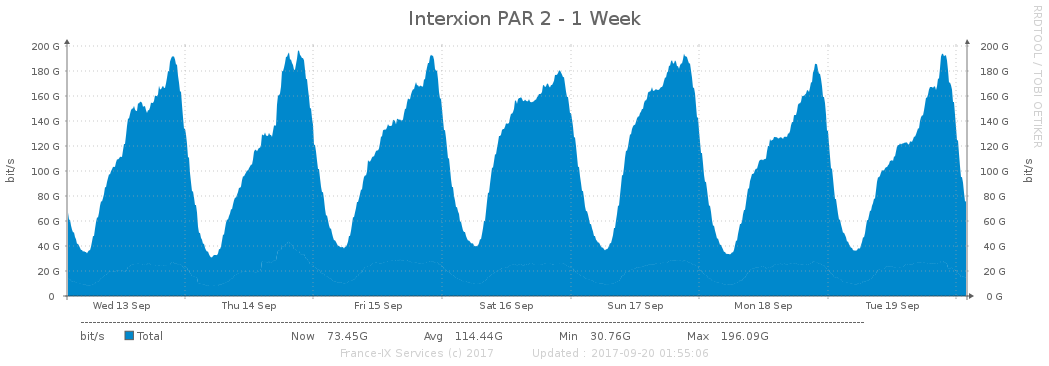 Interxion PAR 2 - 1 Week
RRDTOOL / TOBI OETIKER
bit/s
200 G
180 G
160 G
140 G
120 G
100 G
80 G
60 G
40 G
20 G
0
200 G
180 G
160 G
140 G
120 G
100 G
80 G
60 G
40 G
20 G
0 G
bit/s
Wed 13 Sep Thu 14 Sep Fri 15 Sep Sat 16 Sep Sun 17 Sep Mon 18 Sep Tue 19 Sep
bit/s Total Now 73.45G Avg 114.44G Min 30.76G Max 196.09G
France-IX Services (c) 2017 Updated : 2017-09-20 01:55:06